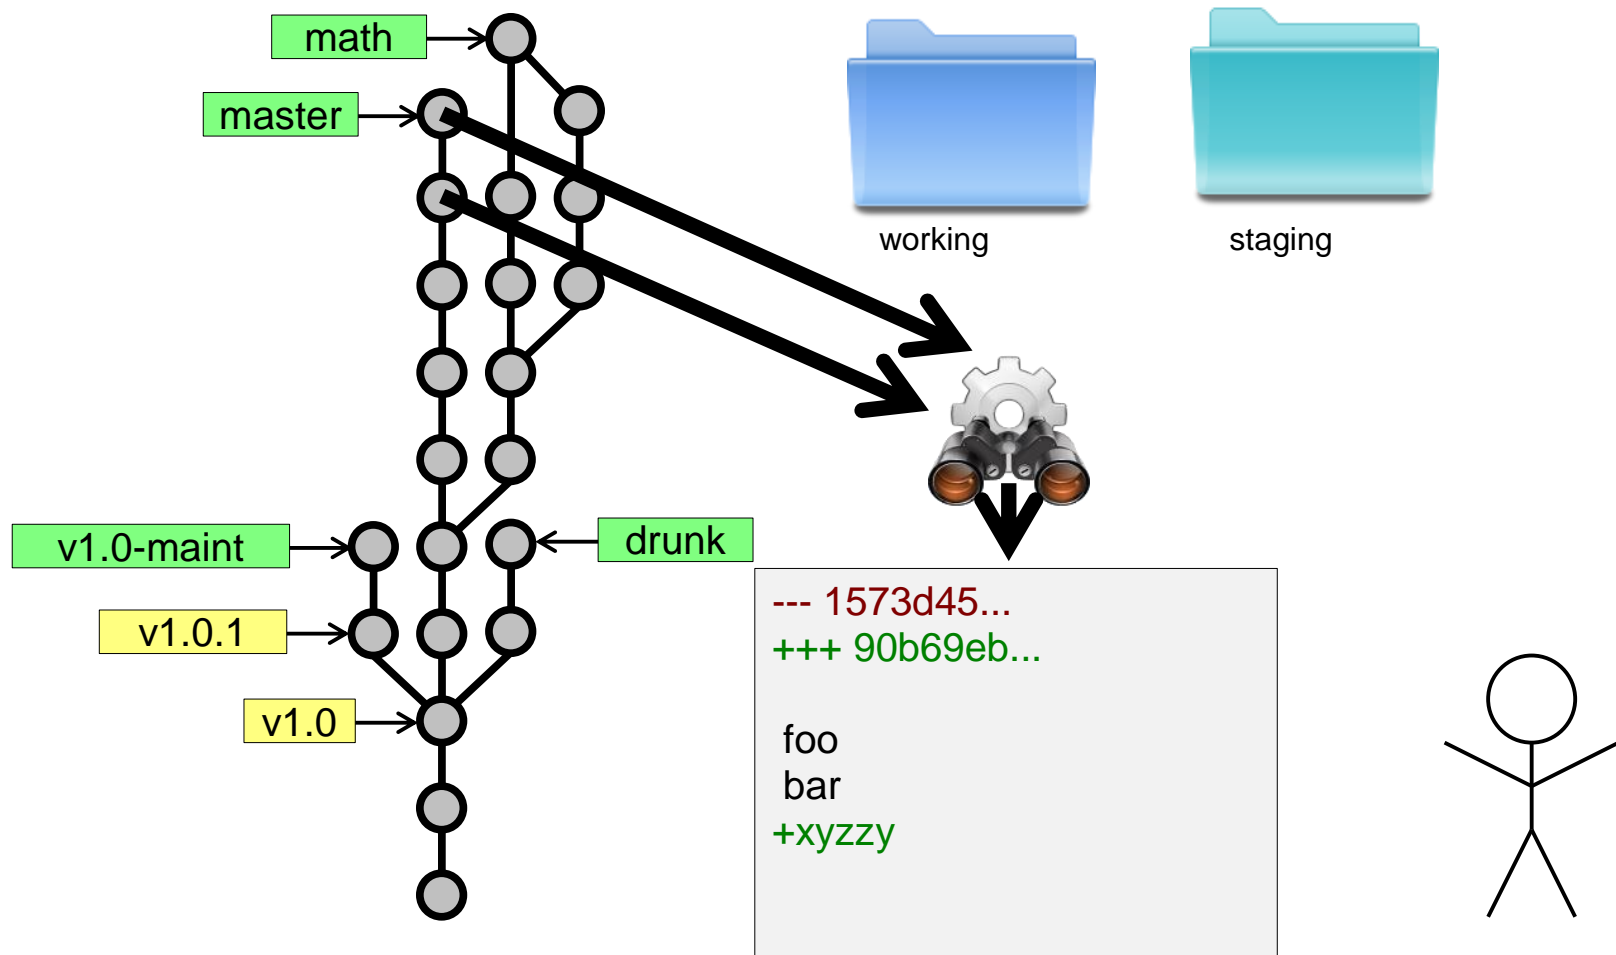 math
master
working
staging
v1.0-maint
drunk
v1.0.1
v1.0
--- 1573d45...
+++ 90b69eb...
foo
bar
+xyzzy